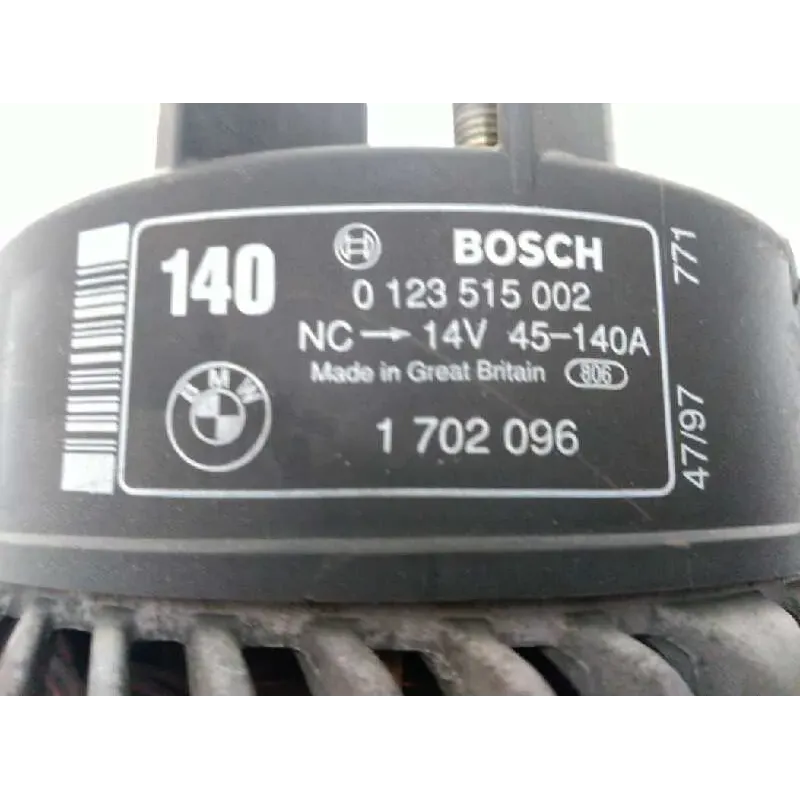 140 BOSCH
0 123 515 002
NC → 14V 45-140A
Made in Great Britain 806
BMW
1 702 096
47/97 771